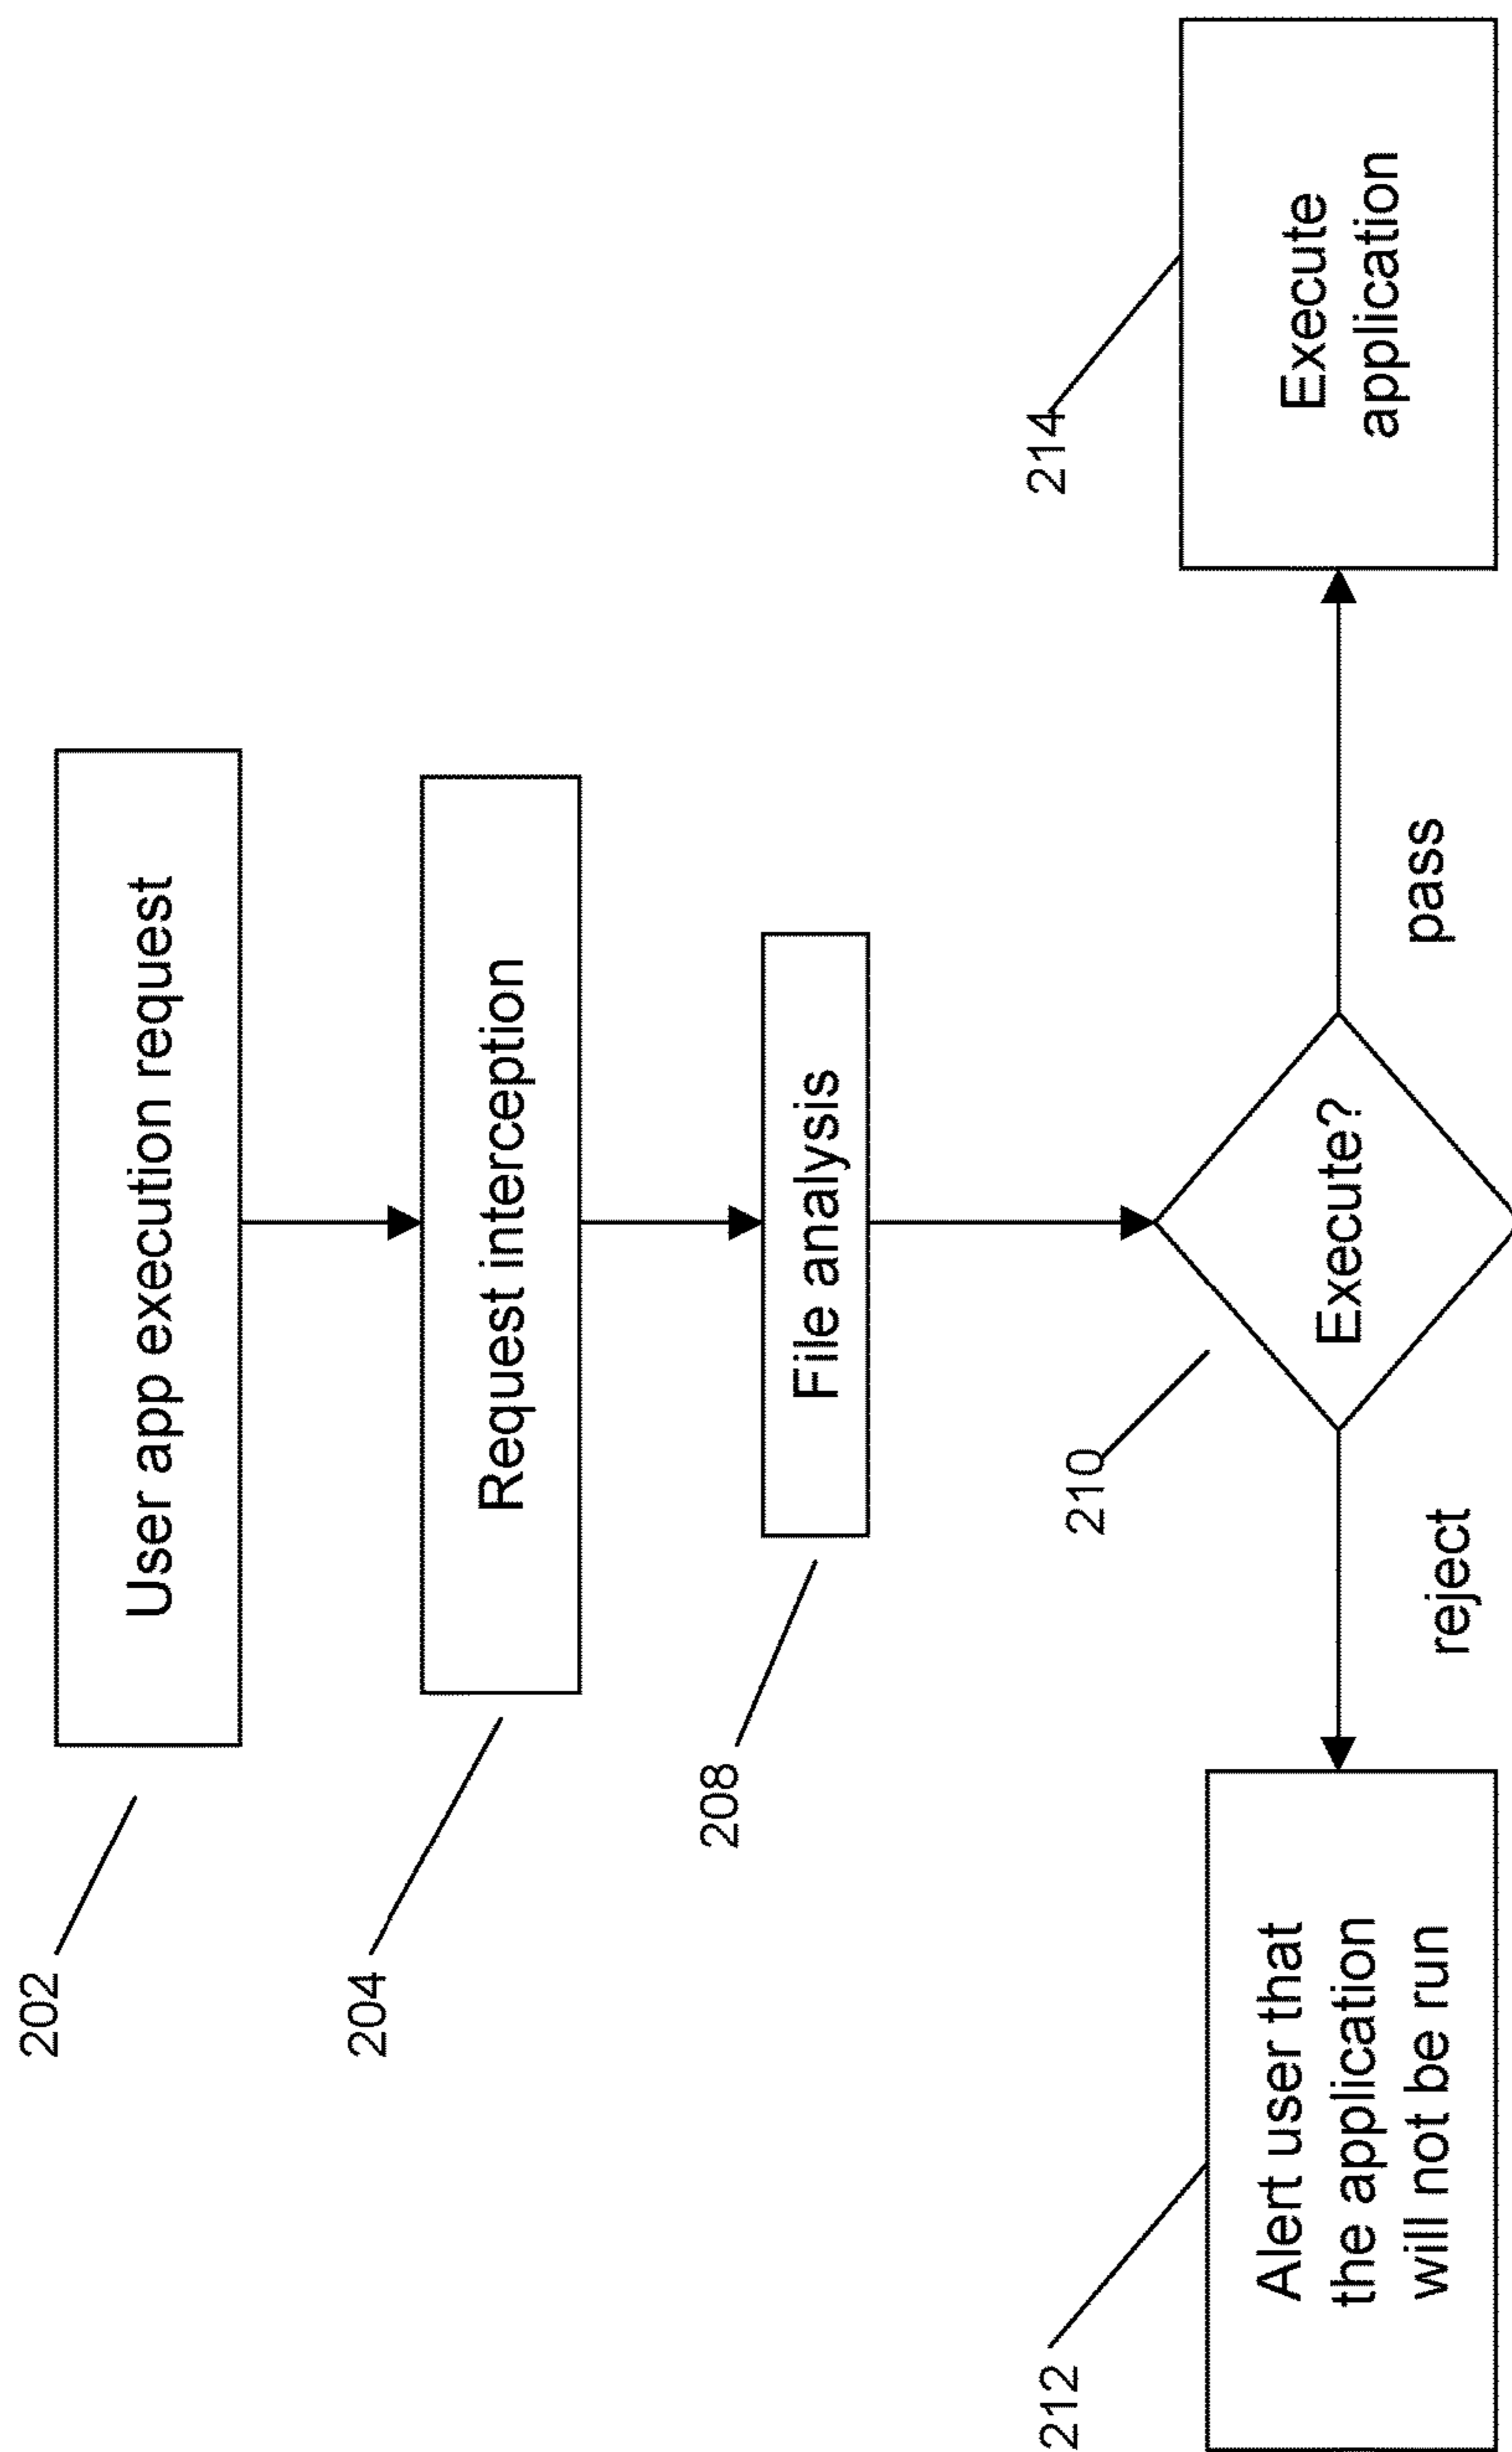 202
User app execution request
204
Request interception
208
File analysis
210
Execute?
reject
pass
212
Alert user that
the application
will not be run
214
Execute
application